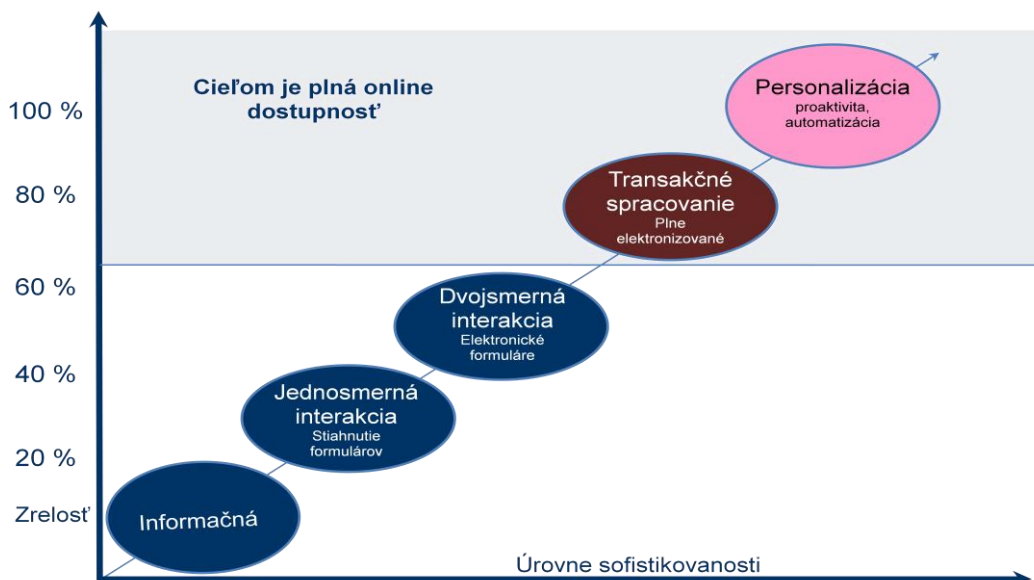 Cieľom je plná online
dostupnosť
100 %
80 %
60 %
40 %
20 %
Zrelosť
Personalizácia
proaktivita,
automatizácia
Transakčné
spracovanie
Plne
elektronizované
Dvojsmerná
interakcia
Elektronické
formuláre
Jednosmerná
interakcia
Stiahnutie
formulárov
Informačná
Úrovne sofistikovanosti